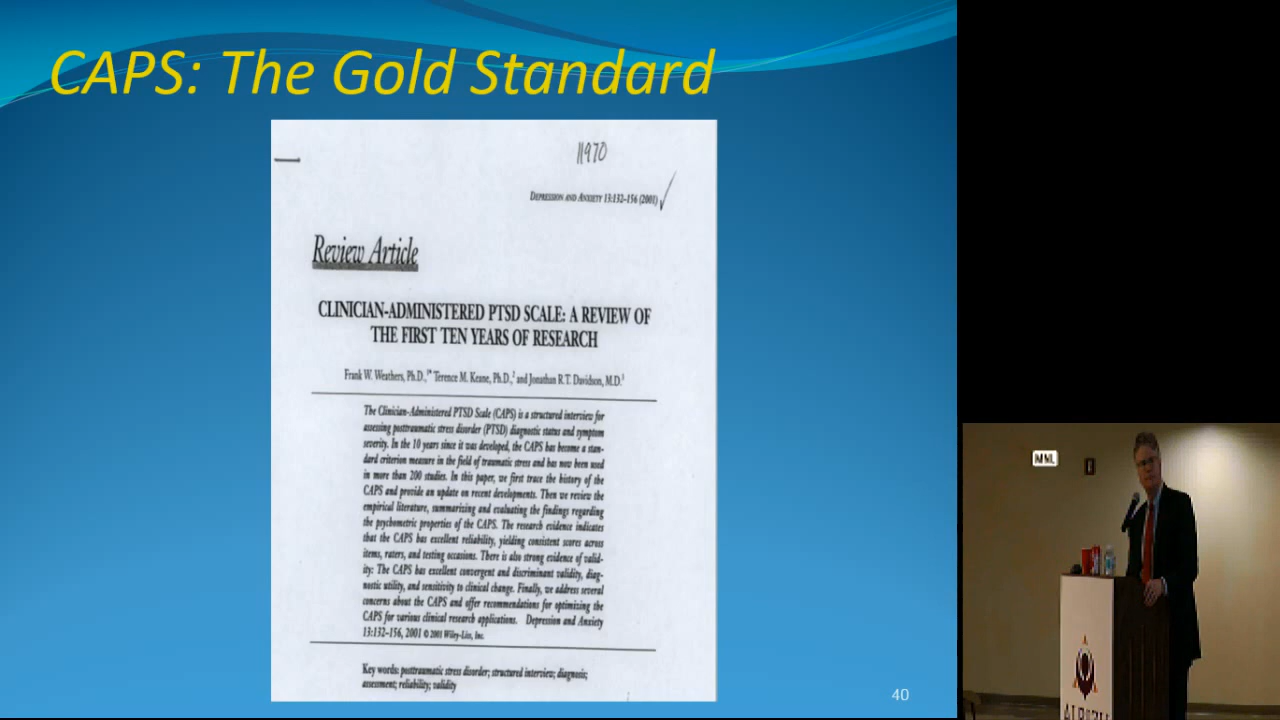 CAPS: The Gold Standard
11970
DEPRESSION AND ANXIETY 13:132–156 (2001)
Review Article
CLINICIAN-ADMINISTERED PTSD SCALE: A REVIEW OF
THE FIRST TEN YEARS OF RESEARCH
Frank W. Weathers, Ph.D.,1* Terence M. Keane, Ph.D.,2 and Jonathan R.T. Davidson, M.D.3
The Clinician-Administered PTSD Scale (CAPS) is a structured interview for
assessing posttraumatic stress disorder (PTSD) diagnostic status and symptom
severity. In the 10 years since it was developed, the CAPS has become a stan-
dard criterion measure in the field of traumatic stress and has now been used
in more than 200 studies. In this paper, we first trace the history of the
CAPS and provide an update on recent developments. Then we review the
empirical literature, summarizing and evaluating the findings regarding
the psychometric properties of the CAPS. The research evidence indicates
that the CAPS has excellent reliability, yielding consistent scores across
items, raters, and testing occasions. There is also strong evidence of valid-
ity: The CAPS has excellent convergent and discriminant validity, diag-
nostic utility, and sensitivity to clinical change. Finally, we address several
concerns about the CAPS and offer recommendations for optimizing the
CAPS for various clinical research applications. Depression and Anxiety
13:132–156, 2001 © 2001 Wiley-Liss, Inc.
Key words: posttraumatic stress disorder; structured interview; diagnosis;
assessment; reliability; validity
40